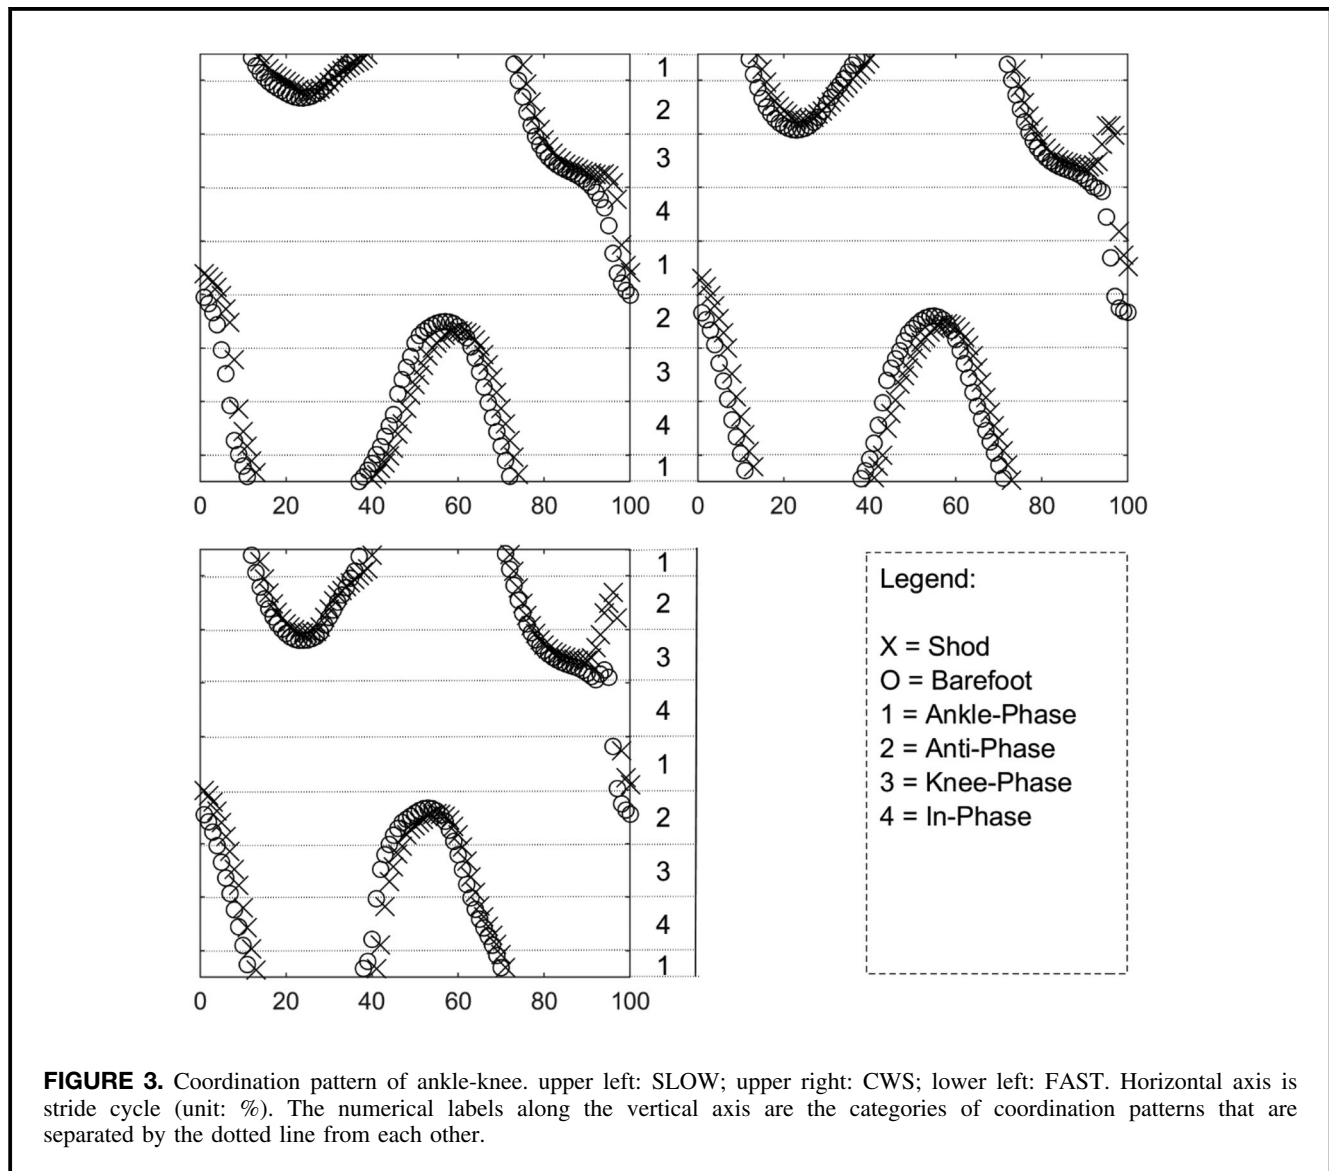 1
2
3
4
1
2
3
4
1
0 20 40 60 80 100
0 20 40 60 80 100
1
2
3
4
1
2
3
4
1
0 20 40 60 80 100
Legend:
X = Shod
O = Barefoot
1 = Ankle-Phase
2 = Anti-Phase
3 = Knee-Phase
4 = In-Phase
FIGURE 3. Coordination pattern of ankle-knee. upper left: SLOW; upper right: CWS; lower left: FAST. Horizontal axis is
stride cycle (unit: %). The numerical labels along the vertical axis are the categories of coordination patterns that are
separated by the dotted line from each other.